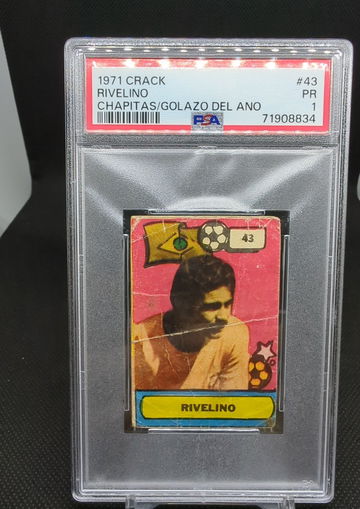 1971 CRACK #43
RIVELINO PR
CHAPITAS/GOLAZO DEL ANO 1
PSA 71908834
43
RIVELINO